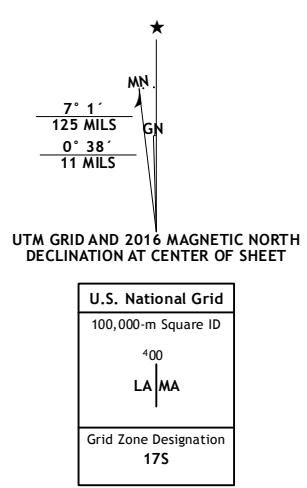 ★
MN
7° 1´
125 MILS
GN
0° 38´
11 MILS
UTM GRID AND 2016 MAGNETIC NORTH
DECLINATION AT CENTER OF SHEET
U.S. National Grid
100,000-m Square ID
⁴00
LA MA
Grid Zone Designation
17S